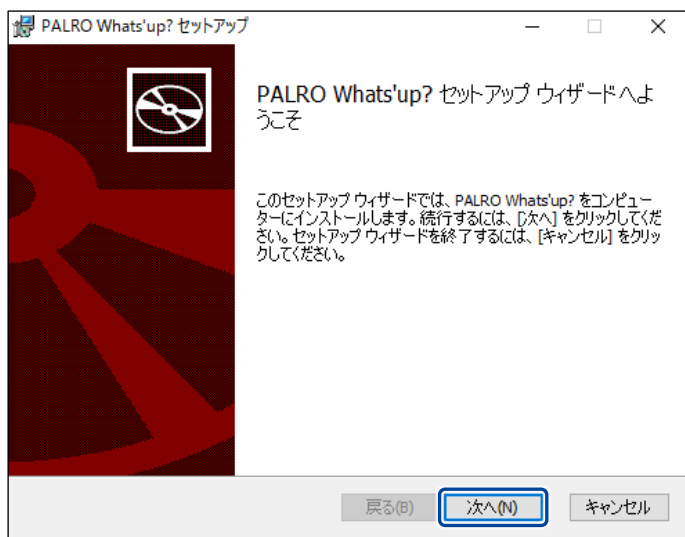 PALRO Whats'up? セットアップ
PALRO Whats'up? セットアップ ウィザードへよ
うこそ
このセットアップ ウィザードでは、PALRO Whats'up? をコンピュー
ターにインストールします。続行するには、[次へ] をクリックしてくだ
さい。セットアップ ウィザードを終了するには、[キャンセル] をクリッ
クしてください。
戻る(B) 次へ(N) キャンセル